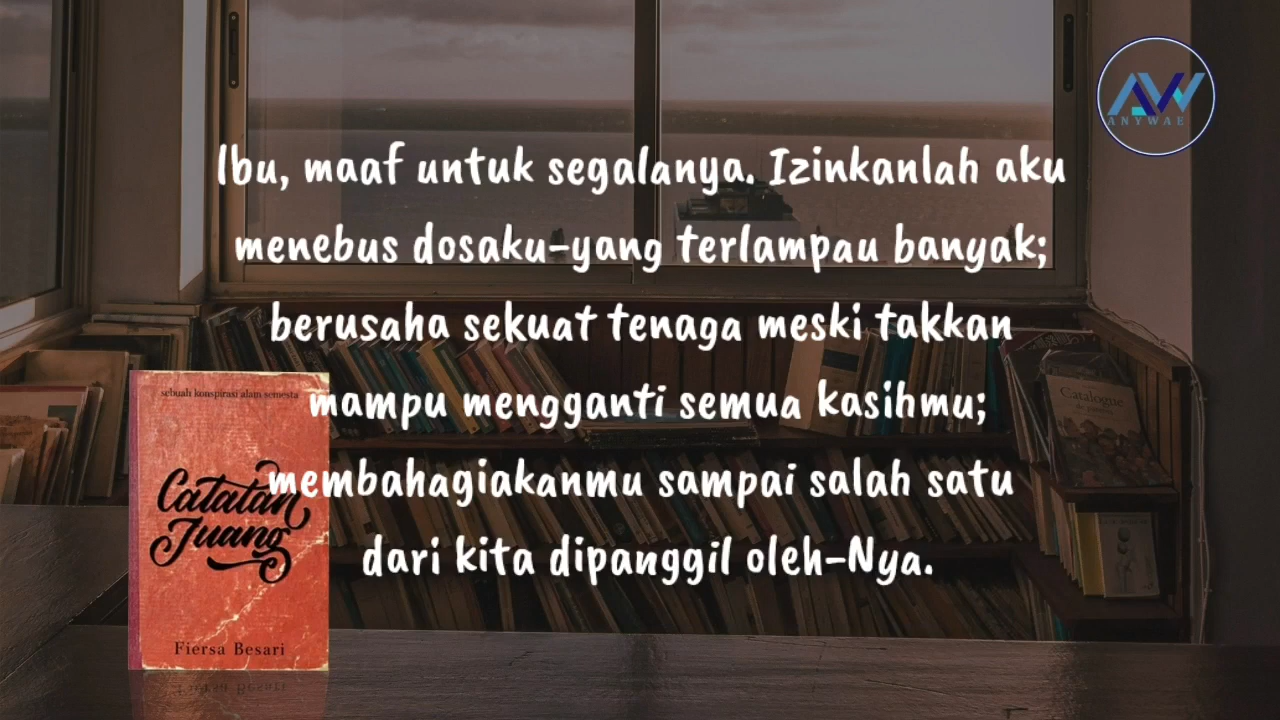 AW
ANYWAE
Ibu, maaf untuk segalanya. Izinkanlah aku
menebus dosaku-yang terlampau banyak;
berusaha sekuat tenaga meski takkan
mampu mengganti semua kasihmu;
membahagiakanmu sampai salah satu
dari kita dipanggil oleh-Nya.
sebuah konspirasi alam semesta
Catatan
Juang
Fiersa Besari
Catalogue